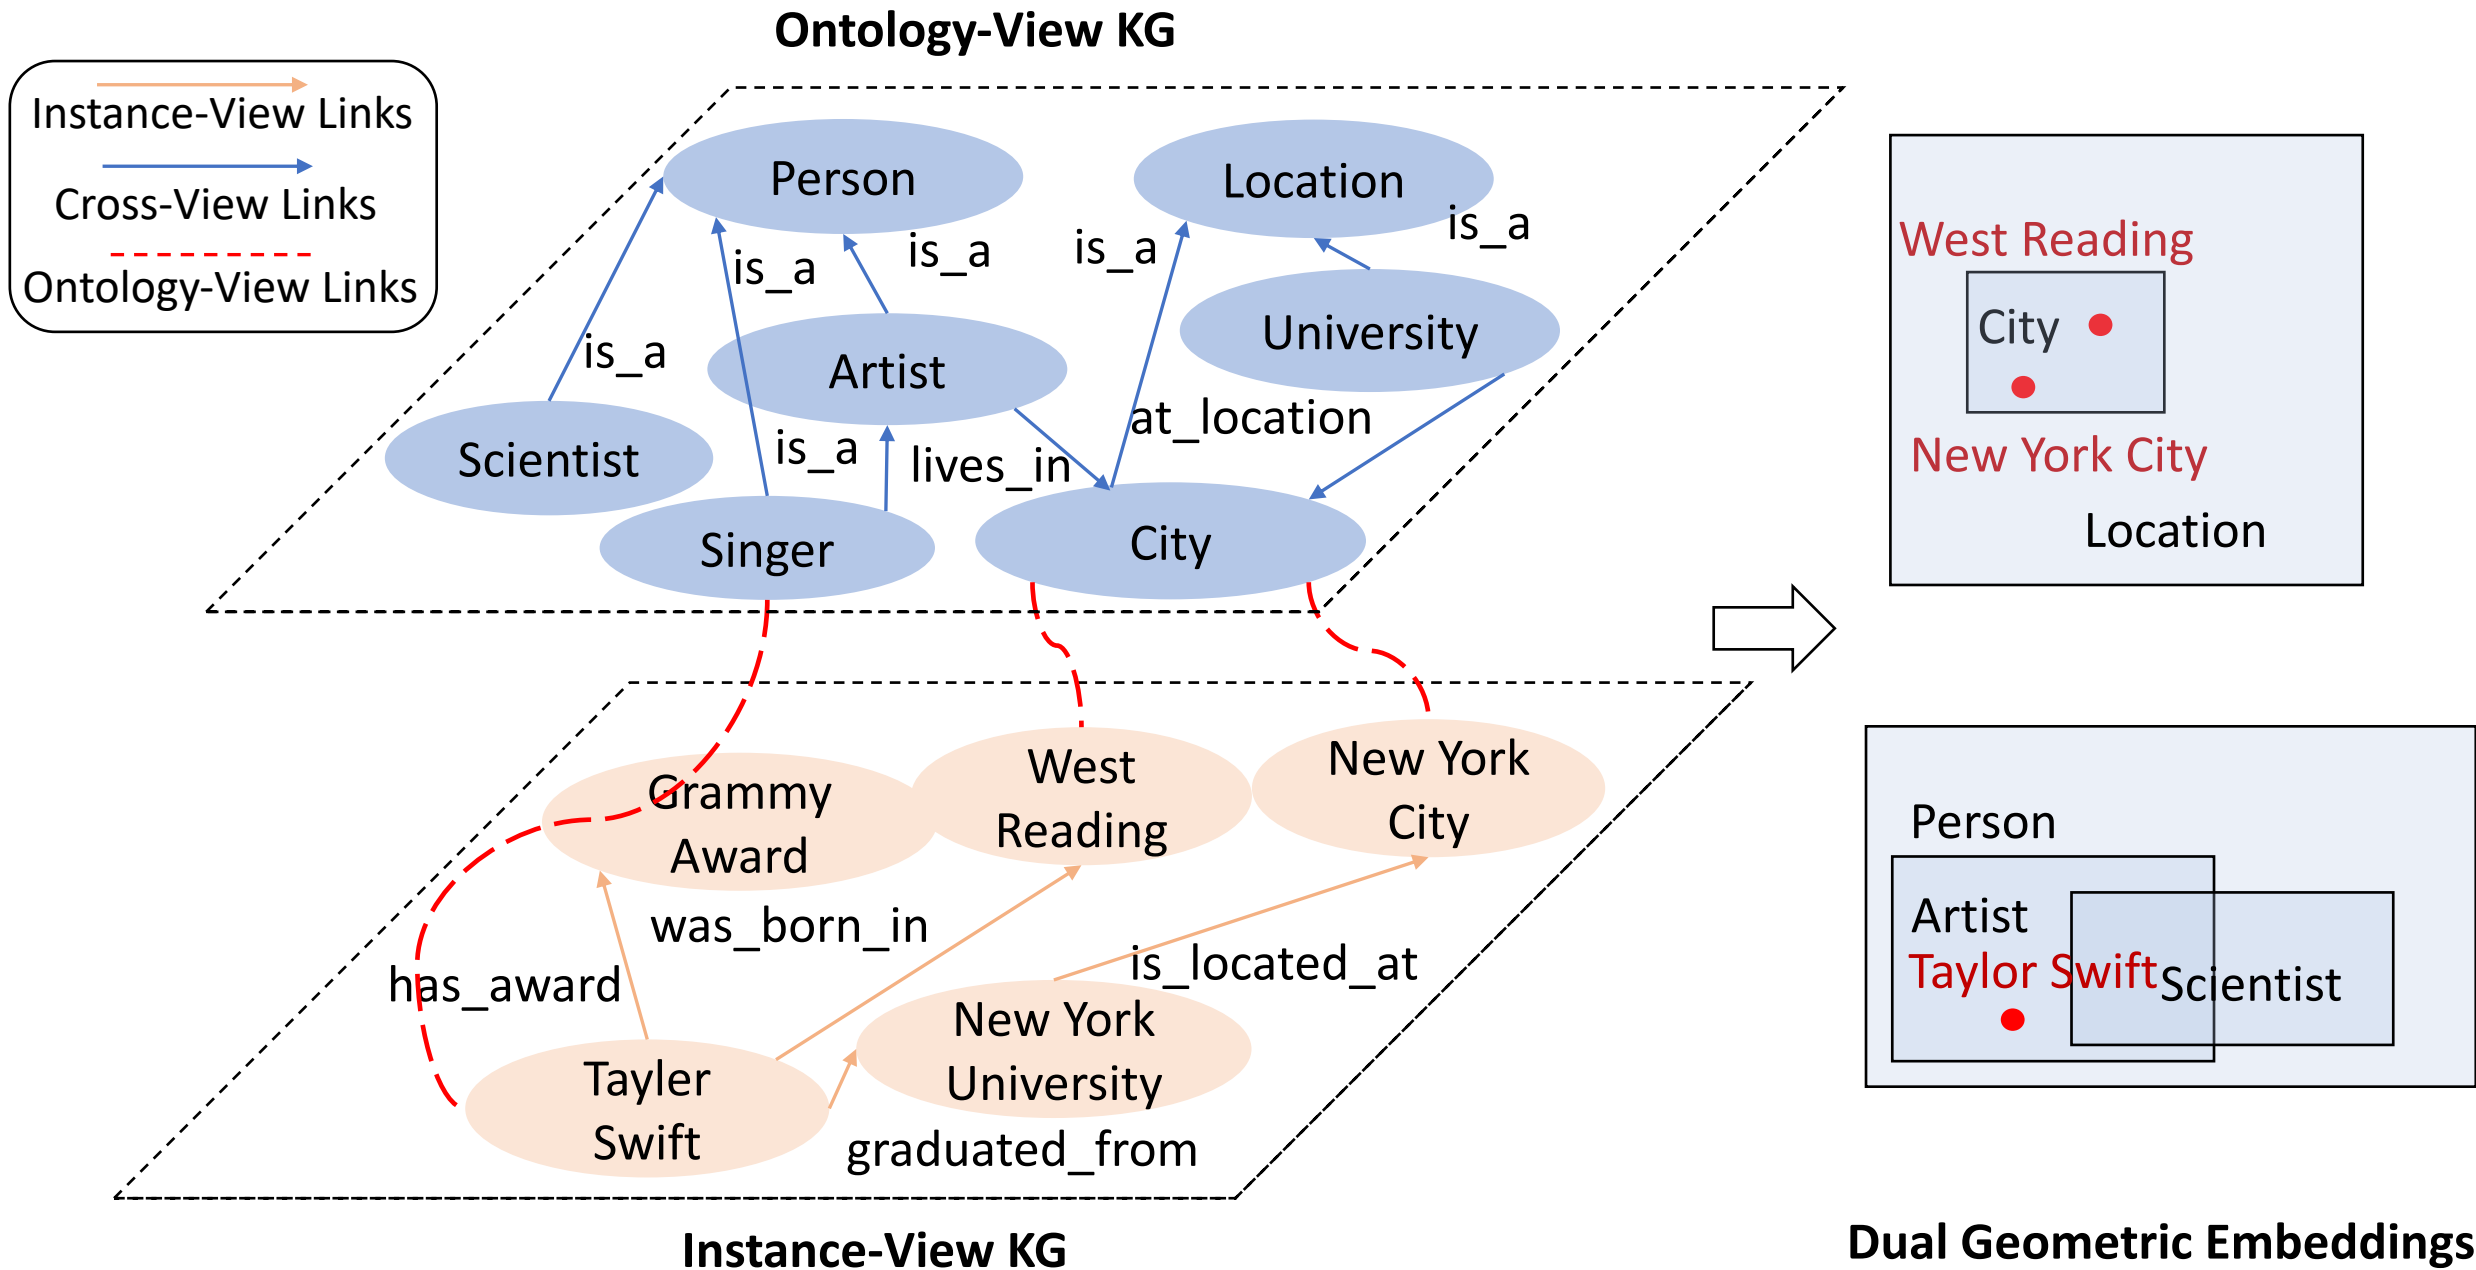 Ontology-View KG
Instance-View Links
Cross-View Links
Ontology-View Links
Person
Location
is_a
is_a
is_a
is_a
University
is_a
Artist
at_location
is_a
lives_in
Scientist
Singer
City
Grammy
Award
West
Reading
New York
City
was_born_in
has_award
is_located_at
New York
University
Tayler
Swift
graduated_from
Instance-View KG
West Reading
City
New York City
Location
Person
Artist
Taylor Swift
Scientist
Dual Geometric Embeddings